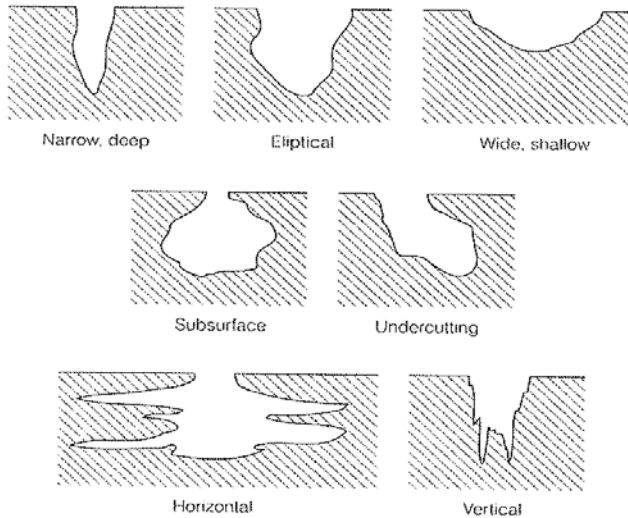 Narrow, deep
Eliptical
Wide, shallow
Subsurface
Undercutting
Horizontal
Vertical